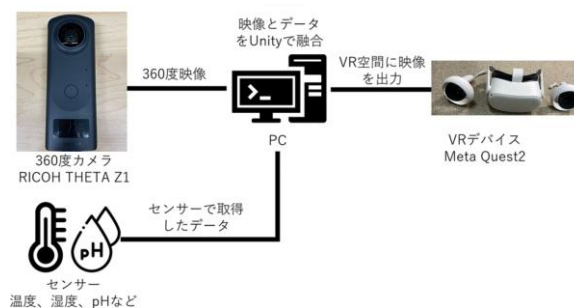 映像とデータ
をUnityで融合
360度映像
VR空間に映像
を出力
PC
360度カメラ
RICOH THETA Z1
VRデバイス
Meta Quest2
センサーで取得
したデータ
pH
センサー
温度、湿度、pHなど